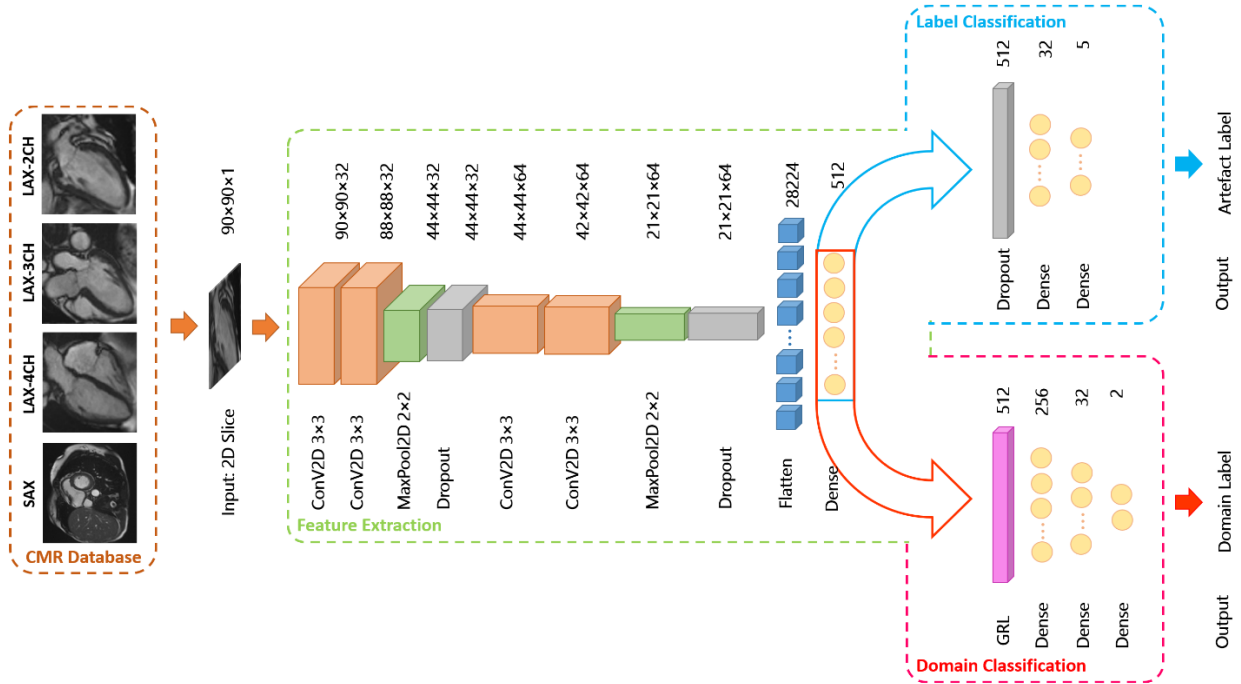 CMR Database
SAX
LAX-4CH
LAX-3CH
LAX-2CH
Input: 2D Slice
90×90×1
Feature Extraction
ConV2D 3×3
90×90×32
ConV2D 3×3
88×88×32
MaxPool2D 2×2
44×44×32
Dropout
44×44×32
ConV2D 3×3
44×44×64
ConV2D 3×3
42×42×64
MaxPool2D 2×2
21×21×64
Dropout
21×21×64
Flatten
28224
Dense
512
Label Classification
Dropout
512
Dense
32
Dense
5
Output
Artefact Label
Domain Classification
GRL
512
Dense
256
Dense
32
Dense
2
Output
Domain Label